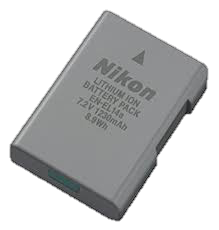 Nikon
LITHIUM ION
BATTERY PACK
EN-EL14a
7.2V 1230mAh
8.9Wh